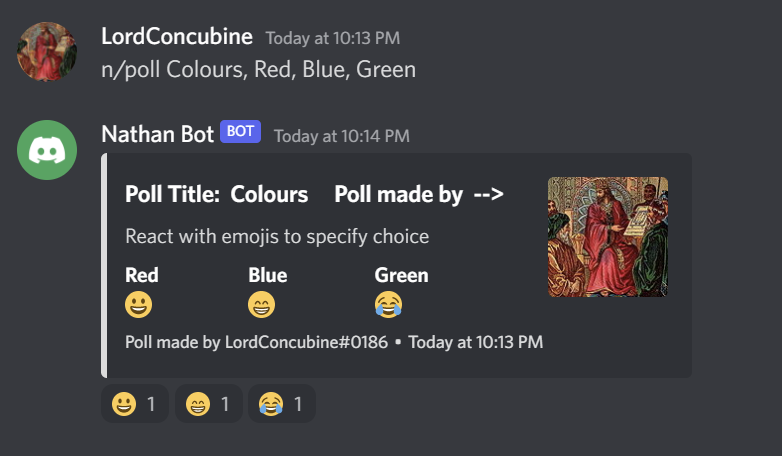 LordConcubine Today at 10:13 PM
n/poll Colours, Red, Blue, Green
Nathan Bot BOT Today at 10:14 PM
Poll Title: Colours Poll made by -->
React with emojis to specify choice
Red Blue Green
😀 😁 😂
Poll made by LordConcubine#0186 • Today at 10:13 PM
😀 1 😁 1 😂 1